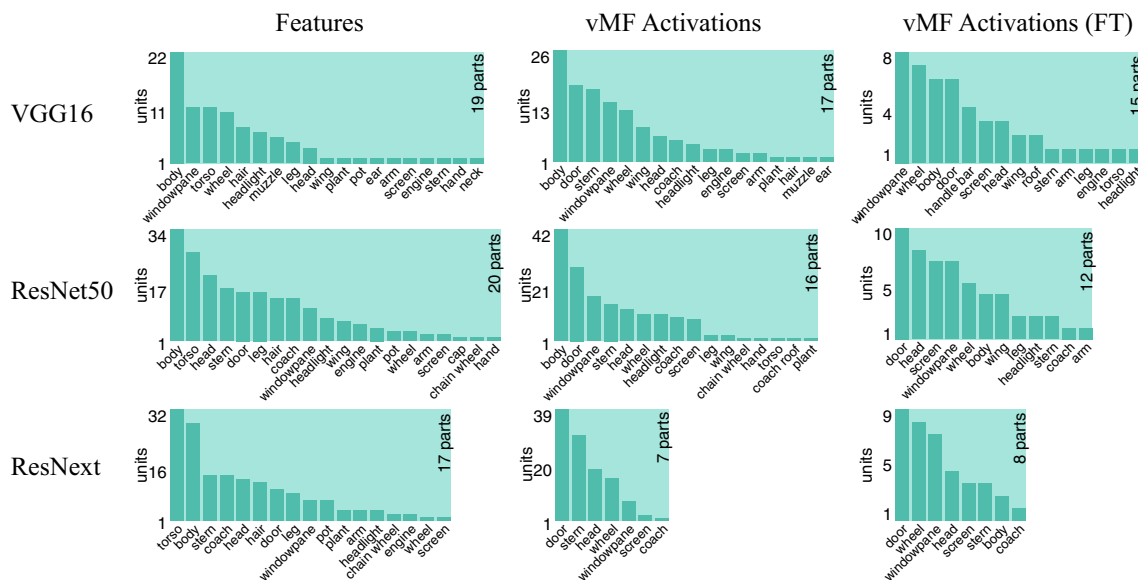 Features vMF Activations vMF Activations (FT)
VGG16
22
11
1
units
19 parts
body
windowpane
torso
wheel
hair
headlight
muzzle
leg
head
wing
plant
pot
ear
arm
screen
engine
stern
hand
neck
26
13
1
units
17 parts
body
door
stern
windowpane
wheel
wing
head
coach
headlight
leg
engine
screen
arm
plant
hair
muzzle
ear
8
4
1
units
15 parts
windowpane
wheel
body
door
handle bar
screen
head
wing
roof
stern
arm
leg
engine
torso
headlight
ResNet50
34
17
1
units
20 parts
body
torso
head
stern
door
leg
hair
coach
windowpane
headlight
wing
engine
plant
pot
wheel
arm
screen
cap
chain wheel
hand
42
21
1
units
16 parts
body
door
windowpane
stern
head
wheel
headlight
coach
screen
leg
wing
chain wheel
hand
torso
coach roof
plant
10
5
1
units
12 parts
door
head
screen
windowpane
wheel
body
wing
leg
headlight
stern
coach
arm
ResNext
32
16
1
units
17 parts
torso
body
stern
coach
head
hair
door
leg
windowpane
pot
plant
arm
headlight
chain wheel
engine
wheel
screen
39
20
1
units
7 parts
door
stern
head
wheel
windowpane
screen
coach
9
5
1
units
8 parts
door
wheel
windowpane
head
screen
stern
body
coach